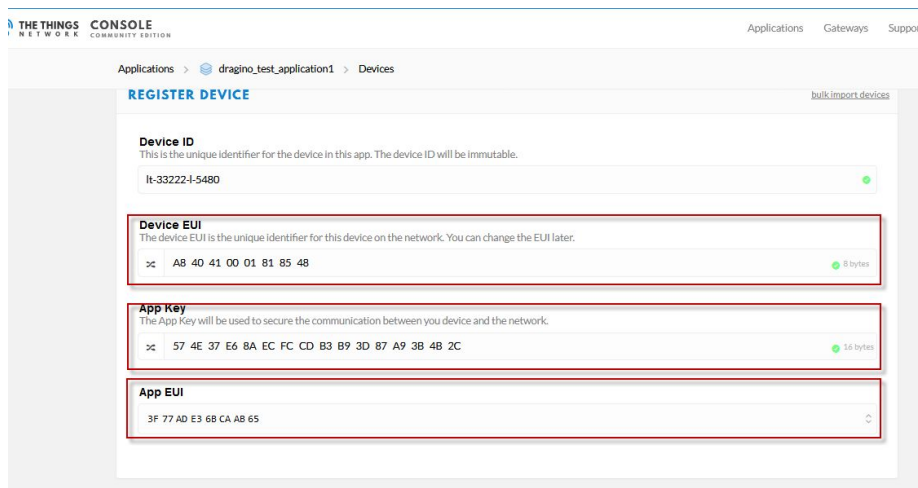 THE THINGS NETWORK CONSOLE COMMUNITY EDITION
Applications Gateways
Applications > dragino_test_application1 > Devices
REGISTER DEVICE bulk import devices
Device ID
This is the unique identifier for the device in this app. The device ID will be immutable.
lt-33222-l-5480
Device EUI
The device EUI is the unique identifier for this device on the network. You can change the EUI later.
A8 40 41 00 01 81 85 48 8 bytes
App Key
The App Key will be used to secure the communication between you device and the network.
57 4E 37 E6 8A EC FC CD B3 B9 3D 87 A9 3B 4B 2C 16 bytes
App EUI
3F 77 AD E3 6B CA AB 65